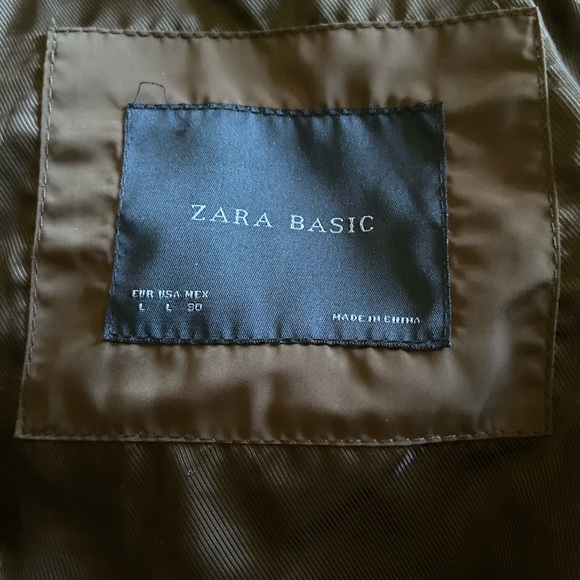 ZARA BASIC
EUR USA MEX
L L 30
MADE IN CHINA